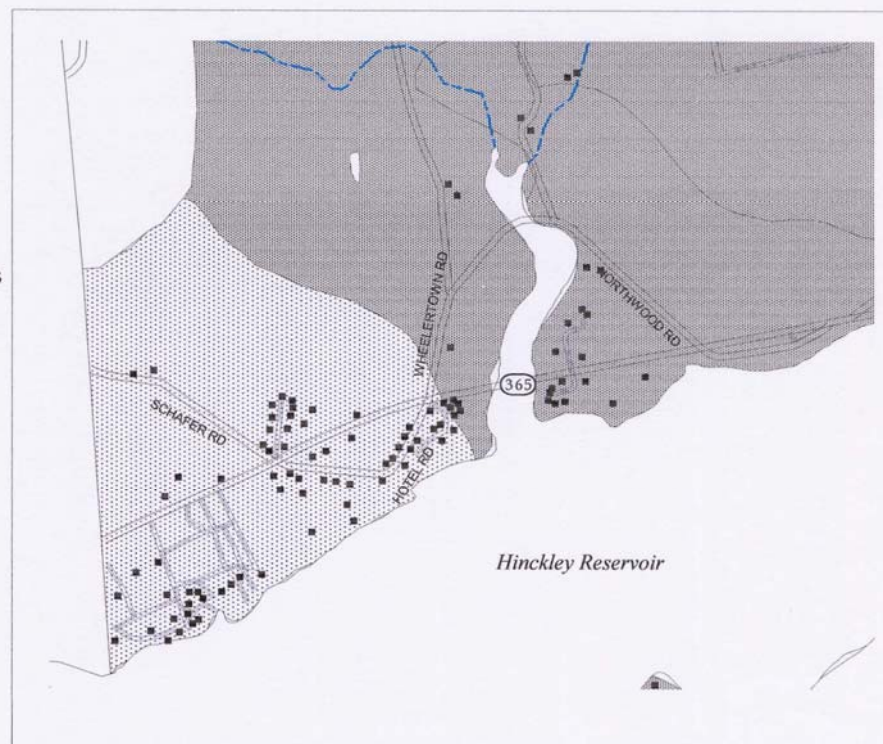 WHEELERTOWN RD
NORTHWOOD RD
365
SCHAFER RD
HOTEL RD
Hinckley Reservoir